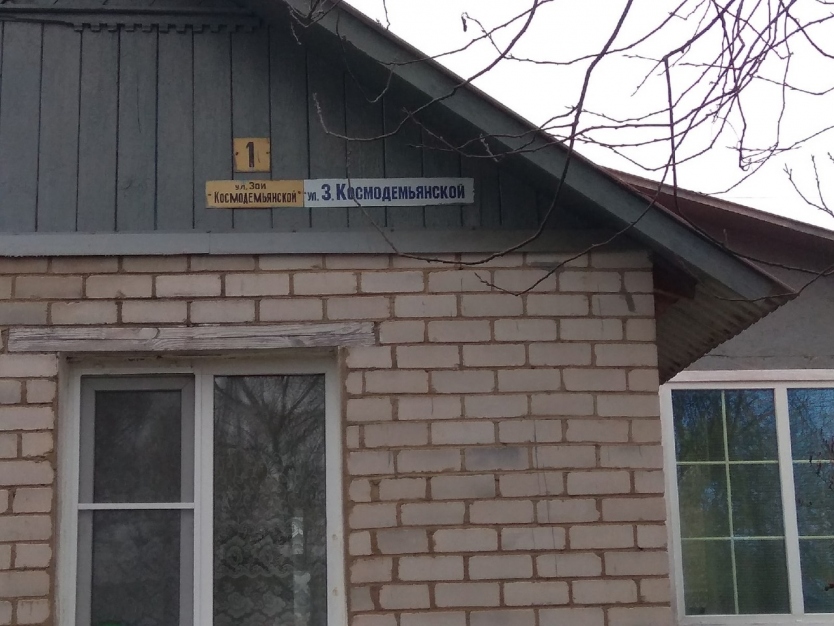 1
ул. Зои
Космодемьянской
ул. З. Космодемьянской